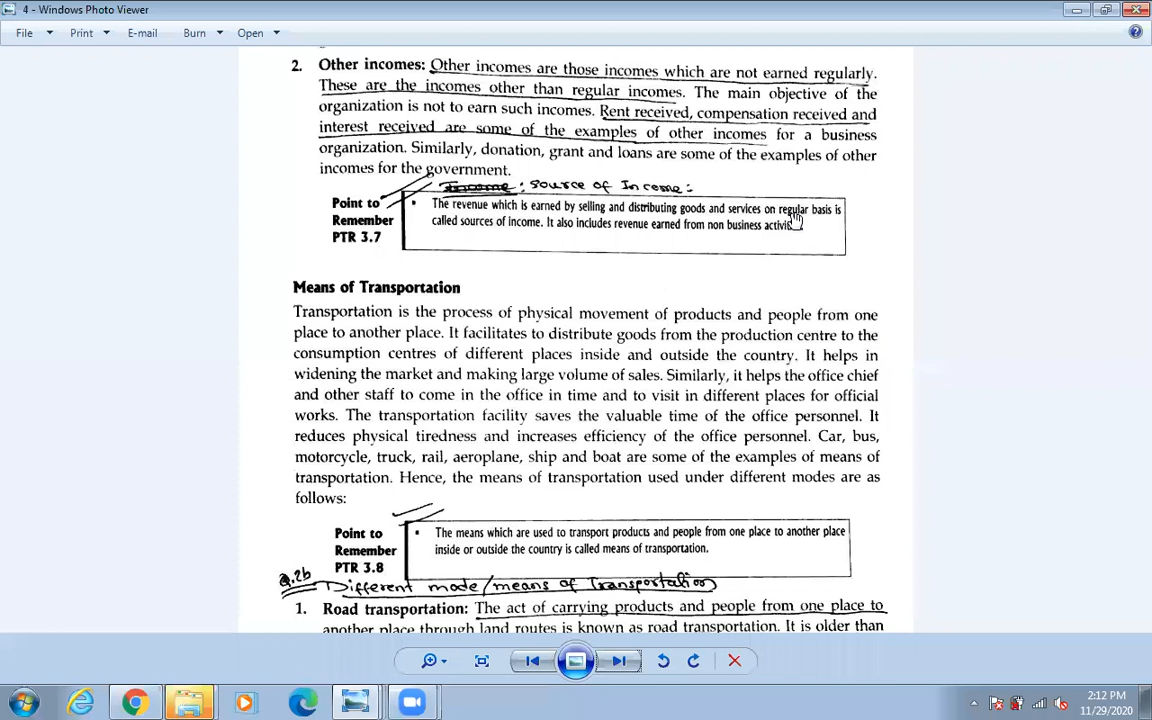 4 - Windows Photo Viewer
File Print E-mail Burn Open
2. Other incomes: Other incomes are those incomes which are not earned regularly.
These are the incomes other than regular incomes. The main objective of the
organization is not to earn such incomes. Rent received, compensation received and
interest received are some of the examples of other incomes for a business
organization. Similarly, donation, grant and loans are some of the examples of other
incomes for the government.
Income : Source of Income :
Point to
Remember
PTR 3.7
• The revenue which is earned by selling and distributing goods and services on regular basis is
called sources of income. It also includes revenue earned from non business
Means of Transportation
Transportation is the process of physical movement of products and people from one
place to another place. It facilitates to distribute goods from the production centre to the
consumption centres of different places inside and outside the country. It helps in
widening the market and making large volume of sales. Similarly, it helps the office chief
and other staff to come in the office in time and to visit in different places for official
works. The transportation facility saves the valuable time of the office personnel. It
reduces physical tiredness and increases efficiency of the office personnel. Car, bus,
motorcycle, truck, rail, aeroplane, ship and boat are some of the examples of means of
transportation. Hence, the means of transportation used under different modes are as
follows:
Point to
Remember
PTR 3.8
• The means which are used to transport products and people from one place to another place
inside or outside the country is called means of transportation.
Q.2b Different mode/means of Transportation
1. Road transportation: The act of carrying products and people from one place to
another place through land routes is known as road transportation. It is older than
2:12 PM
11/29/2020